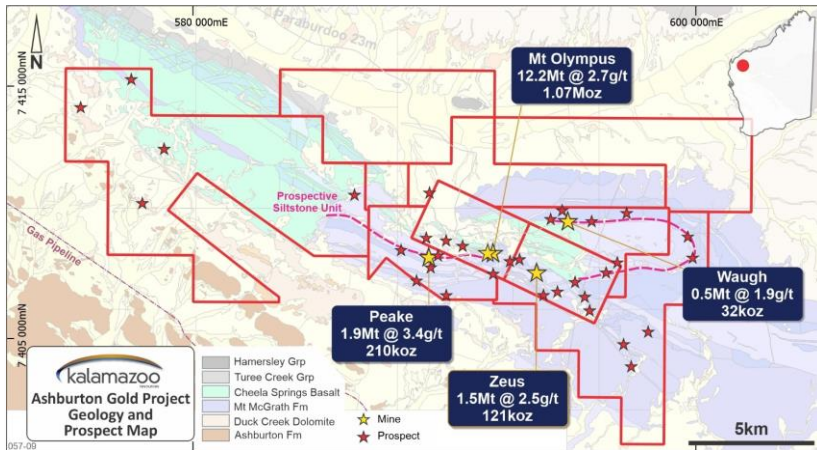 580 000mE
600 000mE
Paraburdoo 23m
N
7 415 000mN
Mt Olympus
12.2Mt @ 2.7g/t
1.07Moz
Prospective
Siltstone Unit
Gas Pipeline
Peake
1.9Mt @ 3.4g/t
210koz
Waugh
0.5Mt @ 1.9g/t
32koz
Zeus
1.5Mt @ 2.5g/t
121koz
7 405 000mN
kalamazoo
Ashburton Gold Project
Geology and
Prospect Map
Hamersley Grp
Turee Creek Grp
Cheela Springs Basalt
Mt McGrath Fm
Duck Creek Dolomite
Ashburton Fm
Mine
Prospect
5km
057-09